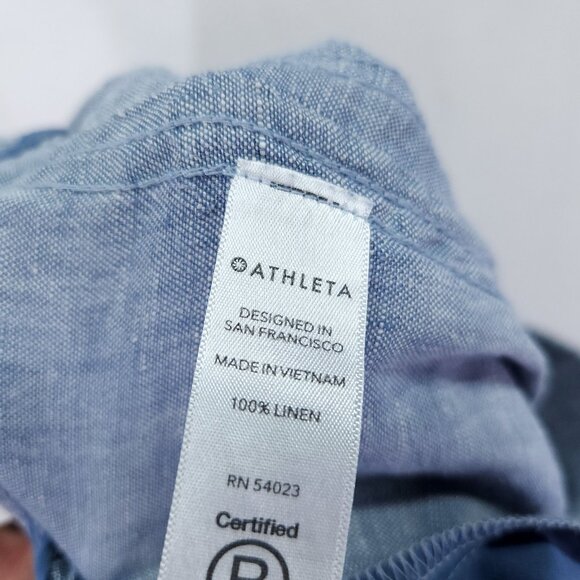 ATHLETA
DESIGNED IN
SAN FRANCISCO
MADE IN VIETNAM
100% LINEN
RN 54023
Certified
B